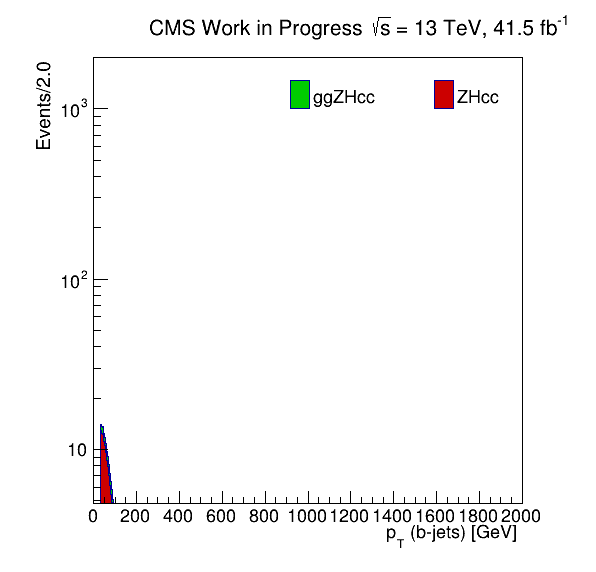 CMS Work in Progress √s = 13 TeV, 41.5 fb⁻¹
Events/2.0
ggZHcc ZHcc
10³
10²
10
0 200 400 600 800 1000 1200 1400 1600 1800 2000
p_T (b-jets) [GeV]